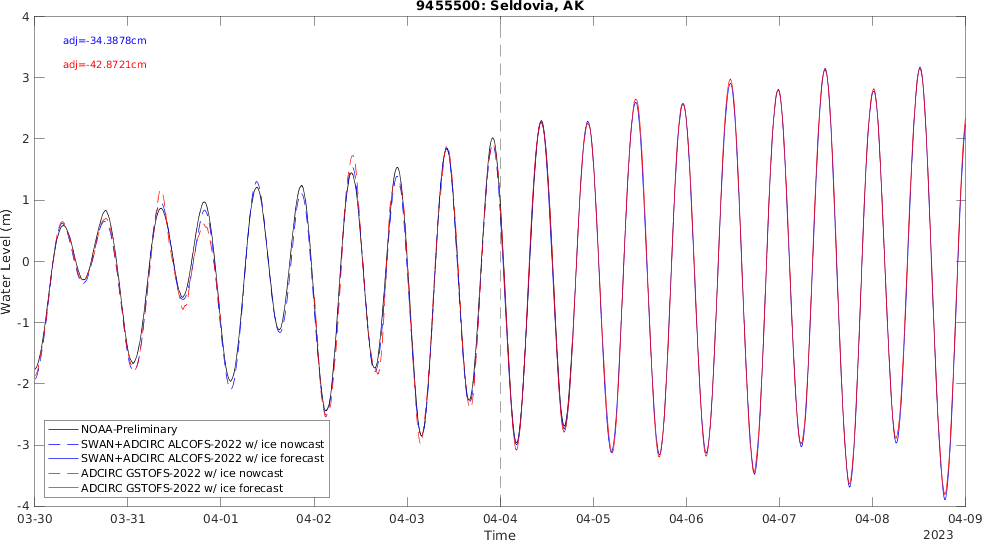 9455500: Seldovia, AK
adj=-34.3878cm
adj=-42.8721cm
4
3
2
1
0
-1
-2
-3
-4
Water Level (m)
NOAA-Preliminary
SWAN+ADCIRC ALCOFS-2022 w/ ice nowcast
SWAN+ADCIRC ALCOFS-2022 w/ ice forecast
ADCIRC GSTOFS-2022 w/ ice nowcast
ADCIRC GSTOFS-2022 w/ ice forecast
03-30 03-31 04-01 04-02 04-03 04-04 04-05 04-06 04-07 04-08 04-09
Time
2023